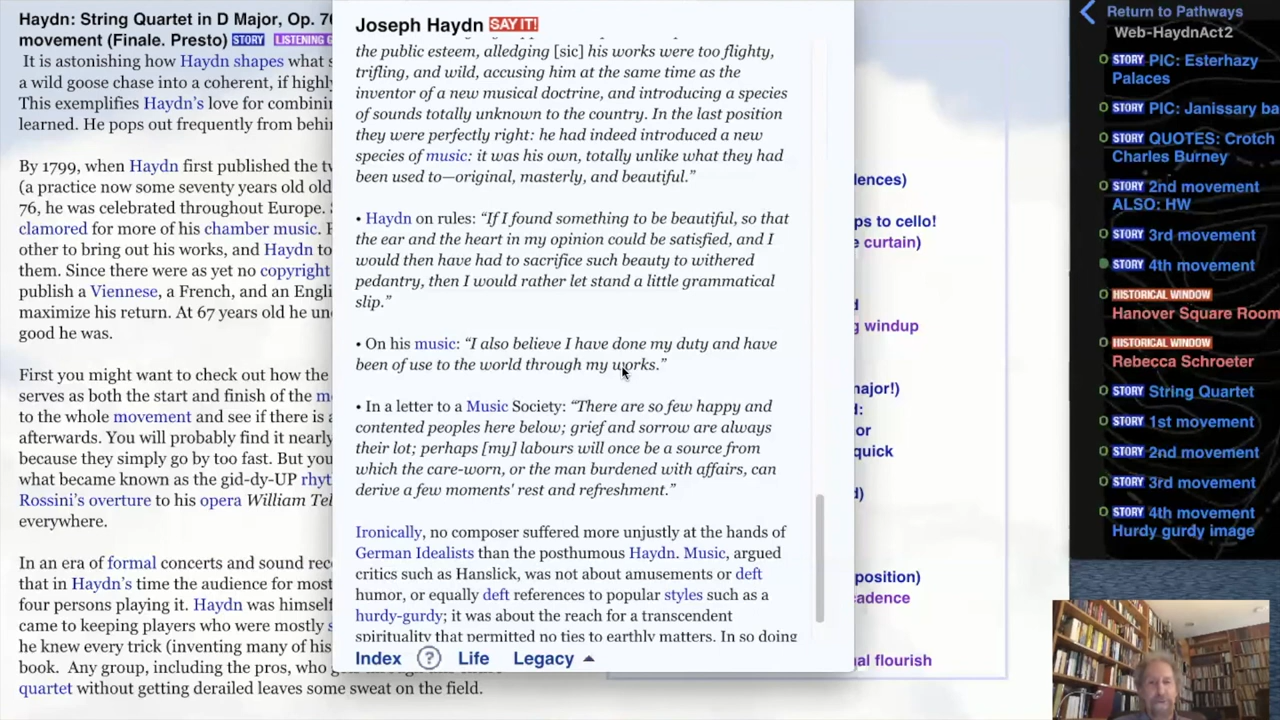 Haydn: String Quartet in D Major, Op. 76
movement (Finale. Presto) STORY LISTENING G
It is astonishing how Haydn shapes what s
a wild goose chase into a coherent, if highly
This exemplifies Haydn's love for combinin
learned. He pops out frequently from behin
By 1799, when Haydn first published the tw
(a practice now some seventy years old old
76, he was celebrated throughout Europe.
clamored for more of his chamber music.
other to bring out his works, and Haydn to
them. Since there were as yet no copyright
publish a Viennese, a French, and an Engli
maximize his return. At 67 years old he un
good he was.
First you might want to check out how the
serves as both the start and finish of the m
to the whole movement and see if there is a
afterwards. You will probably find it nearly
because they simply go by too fast. But you
what became known as the gid-dy-UP rhyt
Rossini's overture to his opera William Tel
everywhere.
In an era of formal concerts and sound rec
that in Haydn's time the audience for most
four persons playing it. Haydn was himself
came to keeping players who were mostly s
he knew every trick (inventing many of his
book. Any group, including the pros, who
quartet without getting derailed leaves some sweat on the field.
Joseph Haydn SAY IT!
the public esteem, alledging [sic] his works were too flighty,
trifling, and wild, accusing him at the same time as the
inventor of a new musical doctrine, and introducing a species
of sounds totally unknown to the country. In the last position
they were perfectly right: he had indeed introduced a new
species of music: it was his own, totally unlike what they had
been used to—original, masterly, and beautiful.”
• Haydn on rules: “If I found something to be beautiful, so that
the ear and the heart in my opinion could be satisfied, and I
would then have had to sacrifice such beauty to withered
pedantry, then I would rather let stand a little grammatical
slip.”
• On his music: “I also believe I have done my duty and have
been of use to the world through my works.”
• In a letter to a Music Society: “There are so few happy and
contented peoples here below; grief and sorrow are always
their lot; perhaps [my] labours will once be a source from
which the care-worn, or the man burdened with affairs, can
derive a few moments' rest and refreshment.”
Ironically, no composer suffered more unjustly at the hands of
German Idealists than the posthumous Haydn. Music, argued
critics such as Hanslick, was not about amusements or deft
humor, or equally deft references to popular styles such as a
hurdy-gurdy; it was about the reach for a transcendent
spirituality that permitted no ties to earthly matters. In so doing
Index ? Life Legacy
lences)
ps to cello!
e curtain)
d
g windup
major!)
d:
or
quick
d)
position)
cadence
nal flourish
Return to Pathways
Web-HaydnAct2
STORY PIC: Esterhazy
Palaces
STORY PIC: Janissary ba
STORY QUOTES: Crotch
Charles Burney
STORY 2nd movement
ALSO: HW
STORY 3rd movement
STORY 4th movement
HISTORICAL WINDOW
Hanover Square Room
HISTORICAL WINDOW
Rebecca Schroeter
STORY String Quartet
STORY 1st movement
STORY 2nd movement
STORY 3rd movement
STORY 4th movement
Hurdy gurdy image